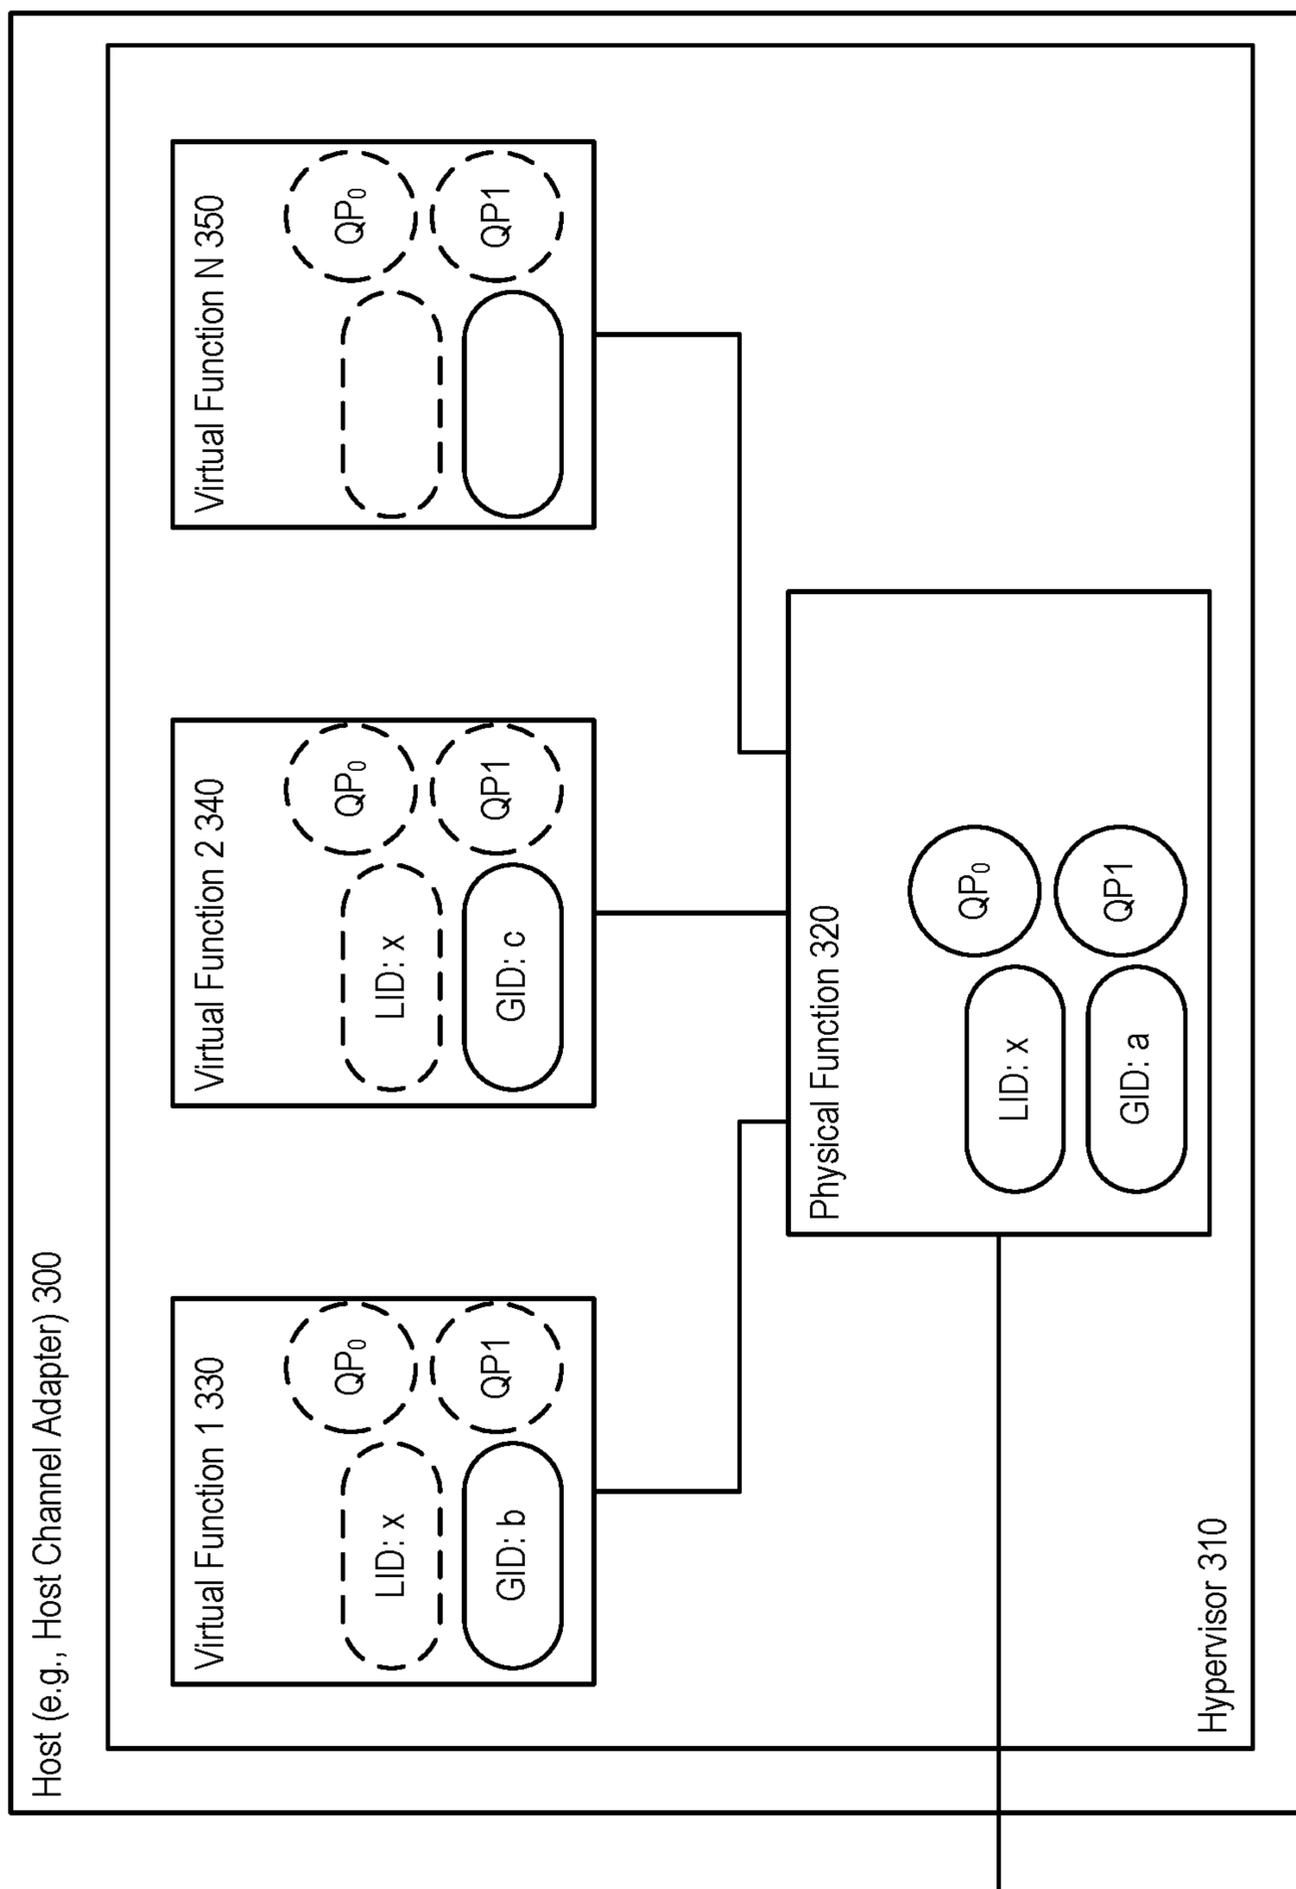 Host (e.g., Host Channel Adapter) 300
Virtual Function 1 330
QP₀
LID: x
QP1
GID: b
Virtual Function 2 340
QP₀
LID: x
QP1
GID: c
Virtual Function N 350
QP₀
QP1
Physical Function 320
QP₀
LID: x
QP1
GID: a
Hypervisor 310